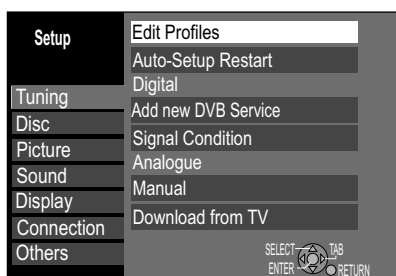 Setup
Tuning
Disc
Picture
Sound
Display
Connection
Others
Edit Profiles
Auto-Setup Restart
Digital
Add new DVB Service
Signal Condition
Analogue
Manual
Download from TV
SELECT TAB
ENTER RETURN